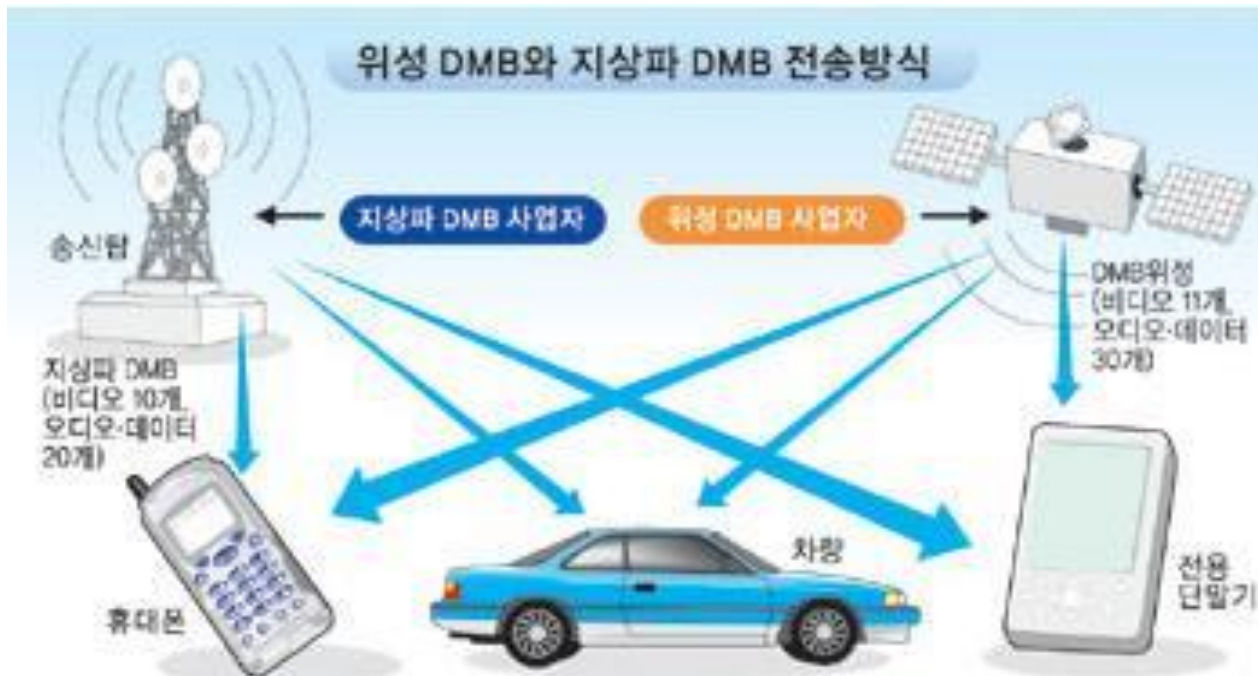 위성 DMB와 지상파 DMB 전송방식
지상파 DMB 사업자
위성 DMB 사업자
송신탑
DMB위성
(비디오 11개,
오디오·데이터
30개)
지상파 DMB
(비디오 10개,
오디오·데이터
20개)
휴대폰
차량
전용
단말기